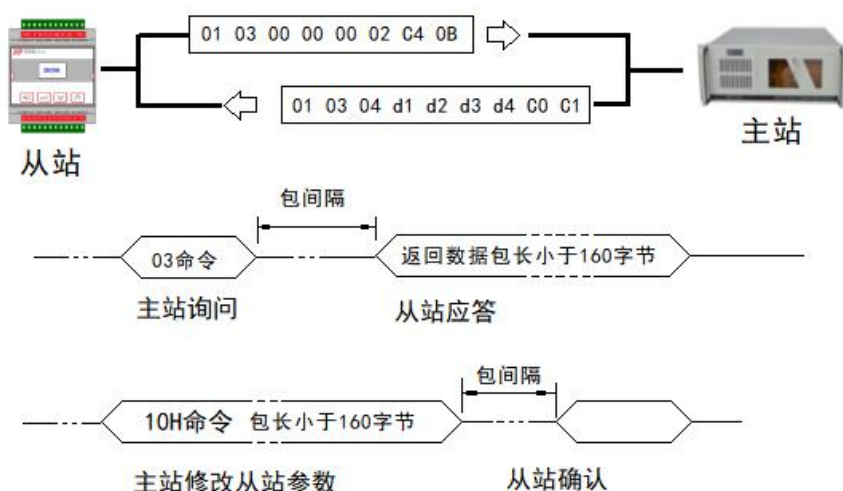 01 03 00 00 00 02 C4 0B
01 03 04 d1 d2 d3 d4 C0 C1
从站
主站
包间隔
03命令
返回数据包长小于160字节
主站询问
从站应答
包间隔
10H命令 包长小于160字节
主站修改从站参数
从站确认